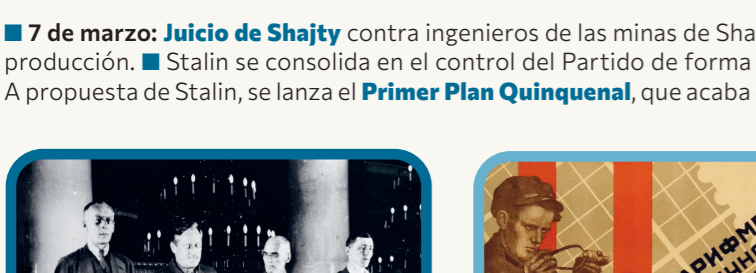 ■ 7 de marzo: Juicio de Shajty contra ingenieros de las minas de Sha
producción. ■ Stalin se consolida en el control del Partido de forma
A propuesta de Stalin, se lanza el Primer Plan Quinquenal, que acaba